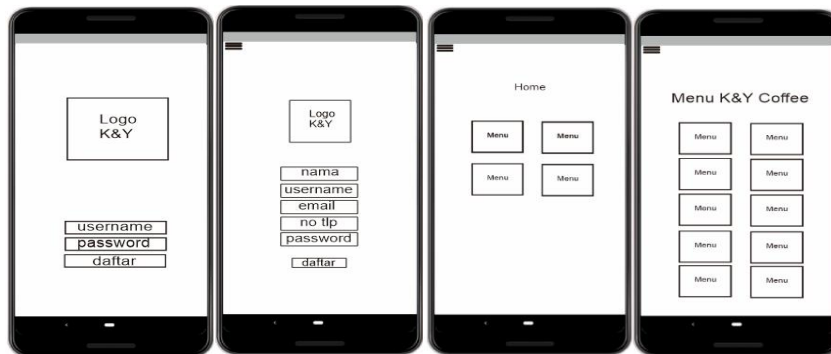 Logo
K&Y
username
password
daftar
Logo
K&Y
nama
username
email
no tlp
password
daftar
Home
Menu Menu
Menu Menu
Menu K&Y Coffee
Menu Menu
Menu Menu
Menu Menu
Menu Menu
Menu Menu